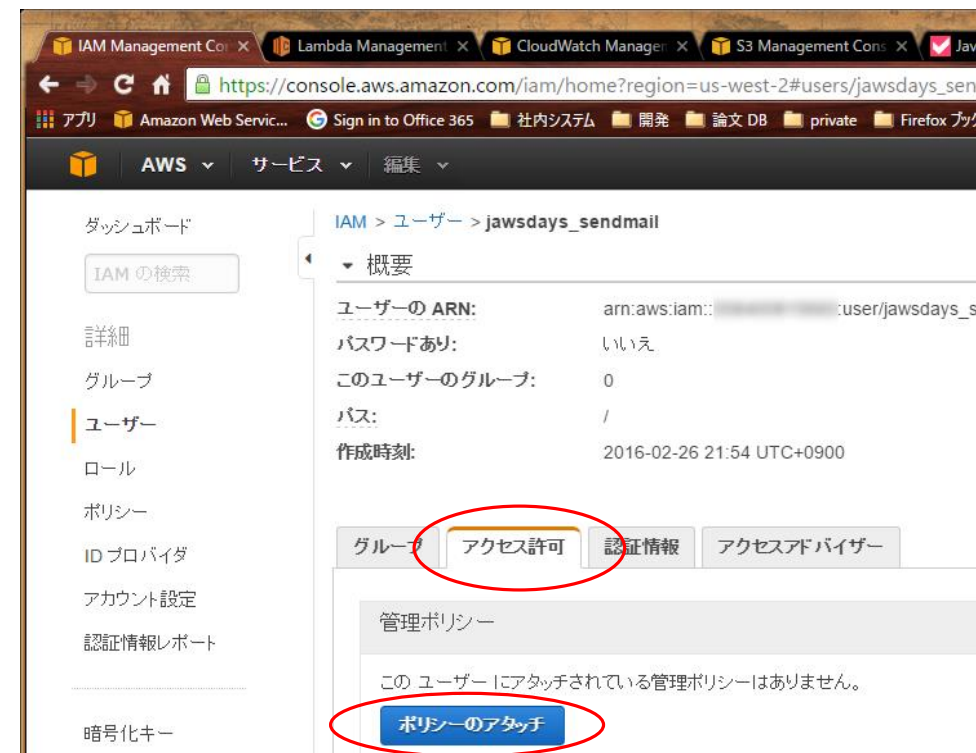 IAM Management Co
Lambda Management
CloudWatch Manager
S3 Management Cons
Jav
https://console.aws.amazon.com/iam/home?region=us-west-2#users/jawsdays_sen
アプリ Amazon Web Servic... Sign in to Office 365 社内システム 開発 論文 DB private Firefox ブック
AWS サービス 編集
ダッシュボード
IAM の検索
詳細
グループ
ユーザー
ロール
ポリシー
ID プロバイダ
アカウント設定
認証情報レポート
暗号化キー
IAM > ユーザー > jawsdays_sendmail
概要
ユーザーの ARN: arn:aws:iam:: :user/jawsdays_s
パスワードあり: いいえ
このユーザーのグループ: 0
パス: /
作成時刻: 2016-02-26 21:54 UTC+0900
グループ アクセス許可 認証情報 アクセスアドバイザー
管理ポリシー
この ユーザー にアタッチされている管理ポリシーはありません。
ポリシーのアタッチ